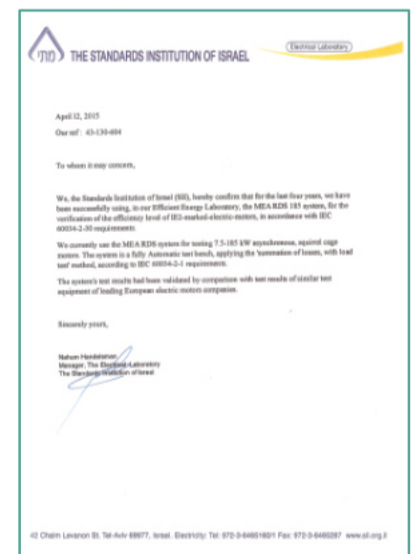 מתי
THE STANDARDS INSTITUTION OF ISRAEL
Electrical Laboratory
April 12, 2015
Our ref : 43-130-604
To whom it may concern,
We, the Standards Institution of Israel (SII), hereby confirm that for the last four years, we have
been successfully using, in our Efficient Energy Laboratory, the MEA RDS 185 system, for the
verification of the efficiency level of IE2-marked-electric-motors, in accordance with IEC
60034-2-30 requirements.
We currently use the MEA RDS system for testing 7.5-185 kW asynchronous, squirrel cage
motors. The system is a fully Automatic test bench, applying the 'summation of losses, with load
test' method, according to IEC 60034-2-1 requirements.
The system's test results had been validated by comparison with test results of similar test
equipment of leading European electric motors companies.
Sincerely yours,
Nahum
Manager, The Electrical Laboratory
The Standards Institution of Israel
42 Chaim Levanon St. Tel-Aviv 69977, Israel. Electricity: Tel: 972-3-6465160/1 Fax: 972-3-6465287 www.sii.org.il